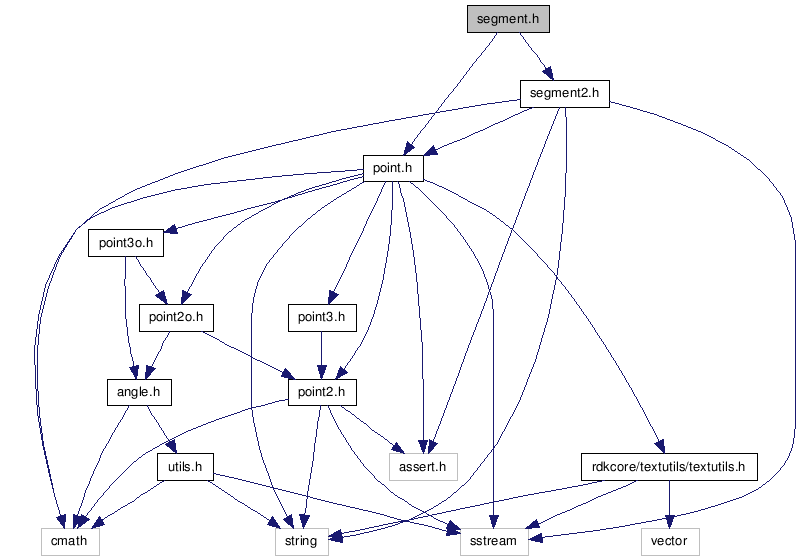 segment.h
segment2.h
point.h
point3o.h
point2o.h
point3.h
angle.h
point2.h
utils.h
assert.h
rdkcore/textutils/textutils.h
cmath
string
sstream
vector